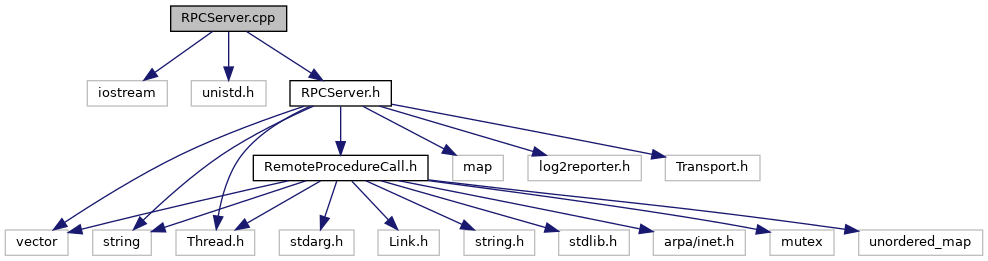 RPCServer.cpp
iostream
unistd.h
RPCServer.h
RemoteProcedureCall.h
map
log2reporter.h
Transport.h
vector
string
Thread.h
stdarg.h
Link.h
string.h
stdlib.h
arpa/inet.h
mutex
unordered_map